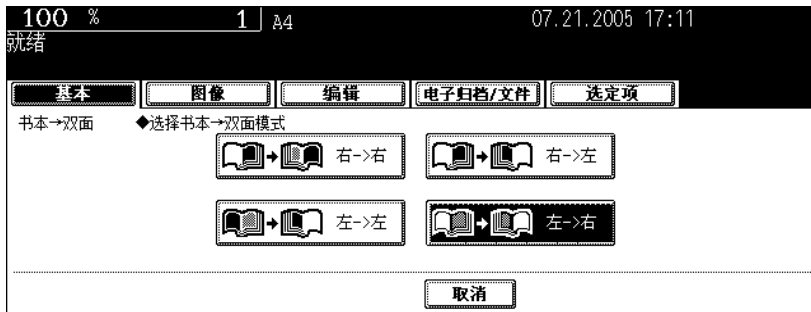 100 % 1 A4 07.21.2005 17:11
就绪
基本 图像 编辑 电子归档/文件 选定项
书本→双面 ◆选择书本→双面模式
右->右 右->左
左->左 左->右
取消